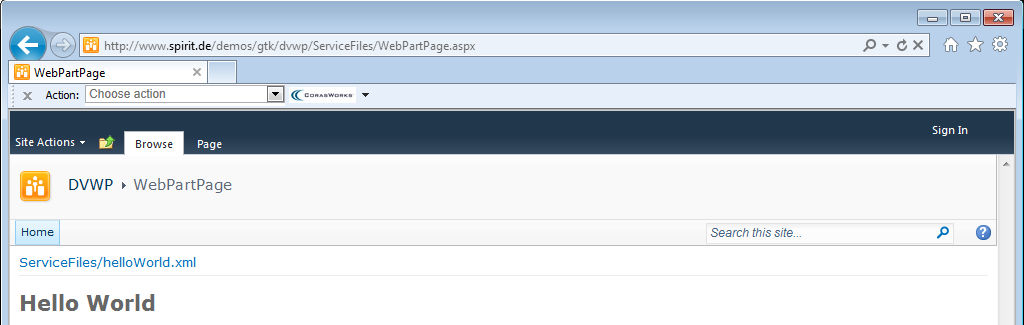 http://www.spirit.de/demos/gtk/dvwp/ServiceFiles/WebPartPage.aspx
WebPartPage
x Action: Choose action CORASWORKS
Sign In
Site Actions Browse Page
DVWP WebPartPage
Home Search this site... ?
ServiceFiles/helloWorld.xml
Hello World